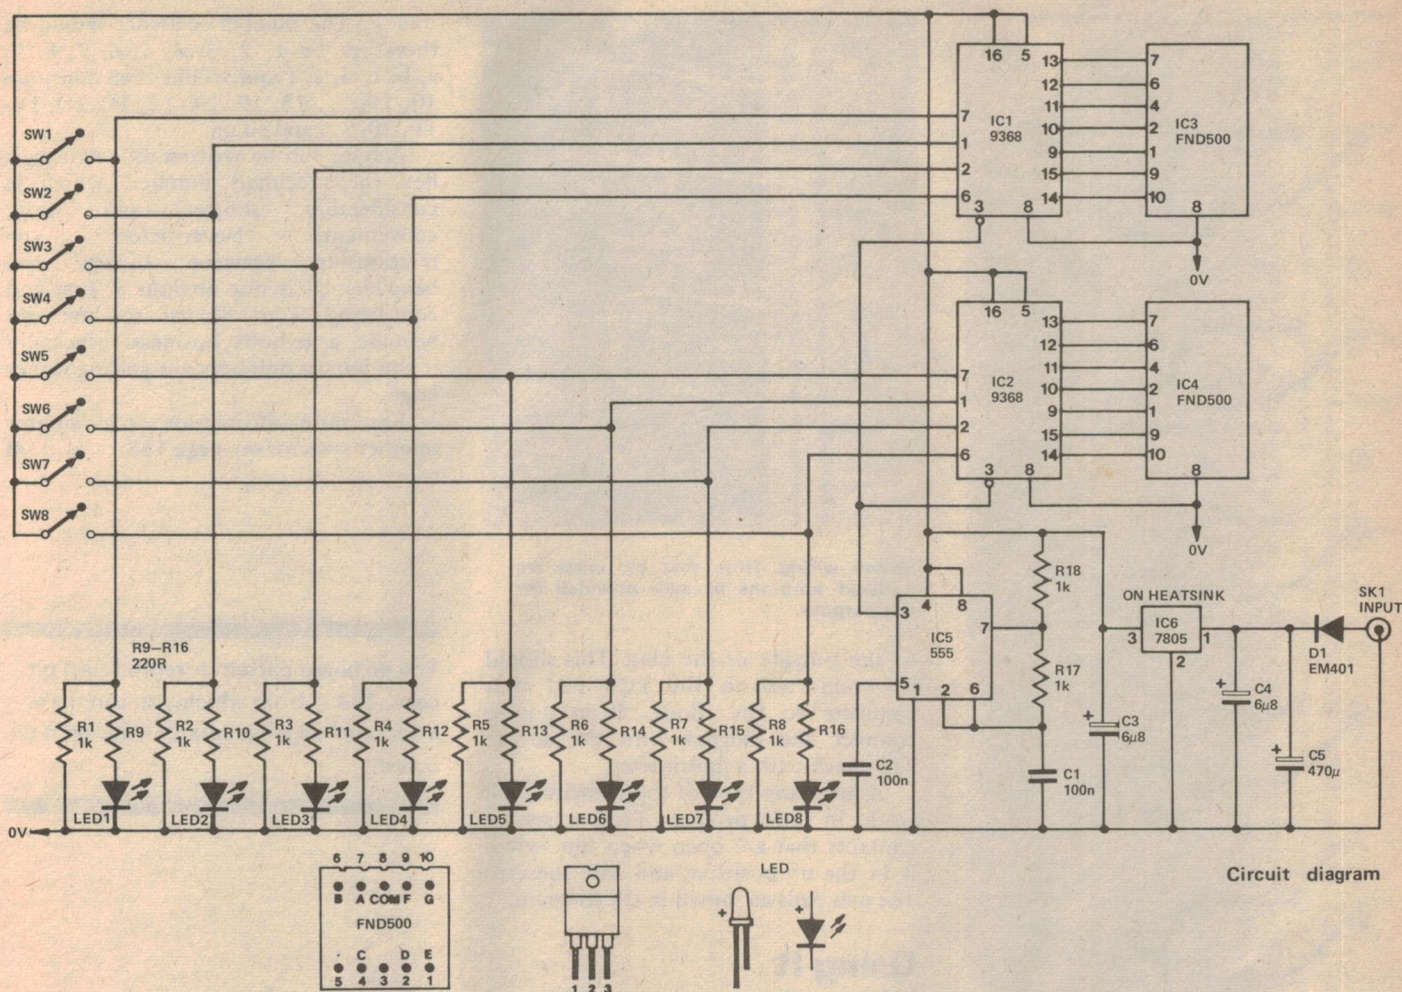 16 5
13 7
12 6
11 4
10 2
9 1
15 9
14 10
7
1
2
6
3 8
IC1
9368
IC3
FND500
8
0V
SW1
SW2
SW3
SW4
SW5
SW6
SW7
SW8
16 5
13 7
12 6
11 4
10 2
9 1
15 9
14 10
7
1
2
6
3 8
IC2
9368
IC4
FND500
8
0V
R18
1k
R17
1k
3 4 8
7
IC5
555
5 1 2 6
ON HEATSINK
IC6
7805
3 1
2
SK1
INPUT
D1
EM401
+ C4
6µ8
+ C3
6µ8
+ C5
470µ
C2
100n
C1
100n
R9–R16
220R
R1
1k
R9
R2
1k
R10
R3
1k
R11
R4
1k
R12
R5
1k
R13
R6
1k
R14
R7
1k
R15
R8
1k
R16
0V
LED1
LED2
LED3
LED4
LED5
LED6
LED7
LED8
Circuit diagram
6 7 8 9 10
B A COM F G
FND500
· C D E
5 4 3 2 1
1 2 3
LED
+ +